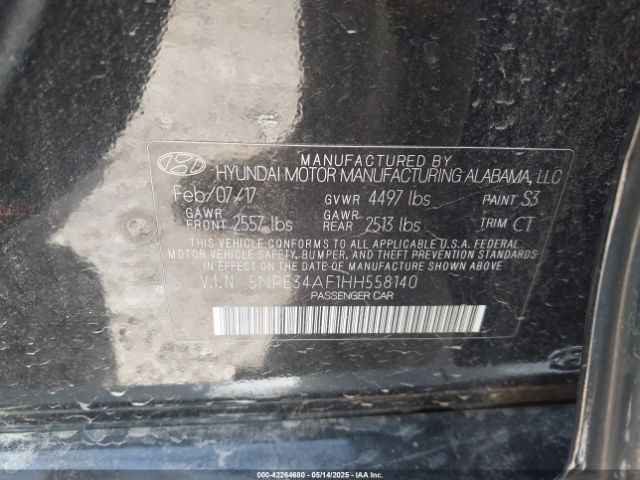 MANUFACTURED BY
HYUNDAI MOTOR MANUFACTURING ALABAMA, LLC
Feb/07/17 GVWR 4497 lbs PAINT S3
GAWR FRONT 2557 lbs GAWR REAR 2513 lbs TRIM CT
THIS VEHICLE CONFORMS TO ALL APPLICABLE U.S.A. FEDERAL
MOTOR VEHICLE SAFETY, BUMPER, AND THEFT PREVENTION STANDARDS
IN EFFECT ON THE DATE OF MANUFACTURE SHOWN ABOVE
V.I.N 5NPE34AF1HH558140
PASSENGER CAR
000-42264680 - 05/14/2025 - IAA Inc.